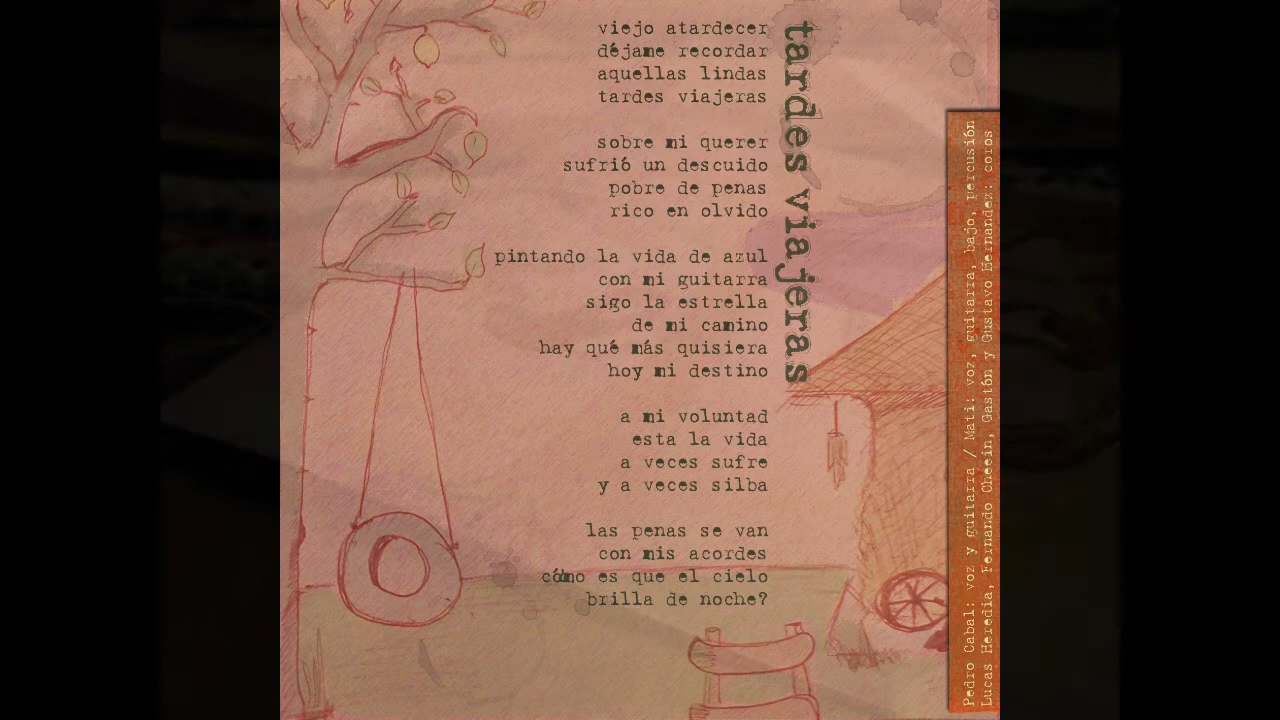 tardes viajeras
viejo atardecer
déjame recordar
aquellas lindas
tardes viajeras
sobre mi querer
sufrió un descuido
pobre de penas
rico en olvido
pintando la vida de azul
con mi guitarra
sigo la estrella
de mi camino
hay qué más quisiera
hoy mi destino
a mi voluntad
esta la vida
a veces sufre
y a veces silba
las penas se van
con mis acordes
cómo es que el cielo
brilla de noche?
Pedro Cabal: voz y guitarra / Mati: voz, guitarra, bajo, percusión
Lucas Heredia, Fernando Cheein, Gastón y Gustavo Hernandez: coros